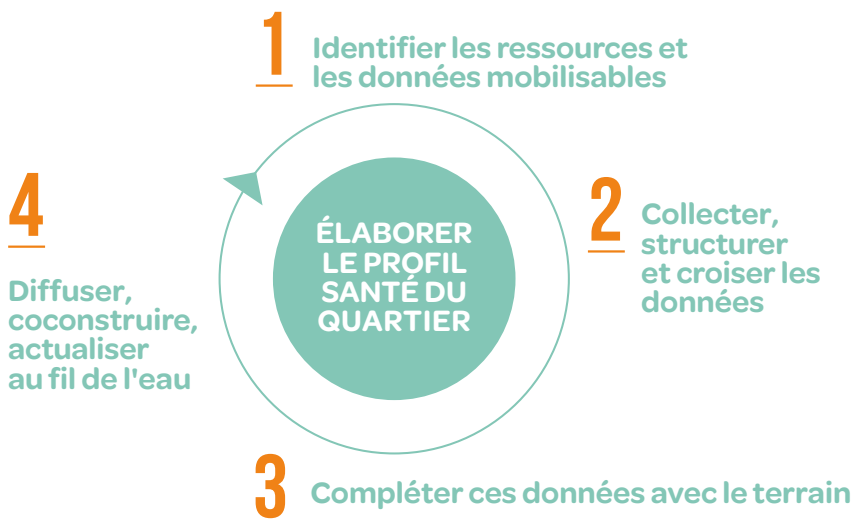 1
Identifier les ressources et
les données mobilisables
2
Collecter,
structurer
et croiser les
données
3
Compléter ces données avec le terrain
4
Diffuser,
coconstruire,
actualiser
au fil de l'eau
ÉLABORER
LE PROFIL
SANTÉ DU
QUARTIER